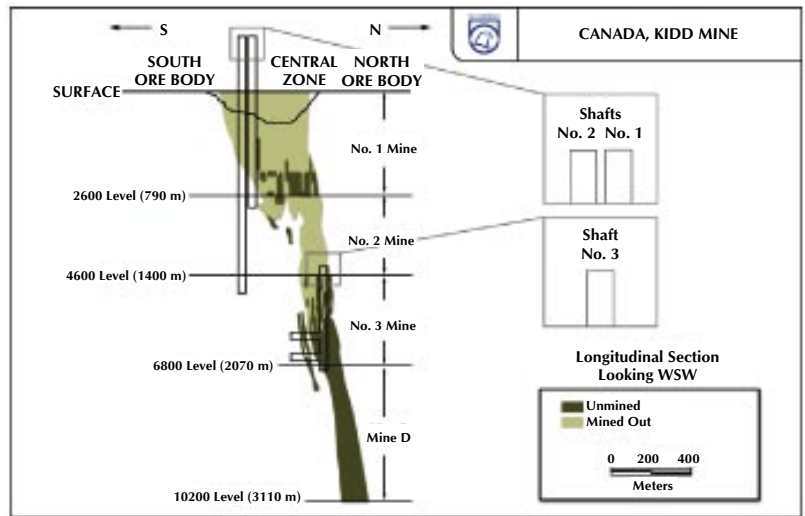 S
N
CANADA, KIDD MINE
SOUTH ORE BODY
CENTRAL ZONE
NORTH ORE BODY
SURFACE
Shafts
No. 2 No. 1
No. 1 Mine
2600 Level (790 m)
No. 2 Mine
Shaft
No. 3
4600 Level (1400 m)
No. 3 Mine
6800 Level (2070 m)
Longitudinal Section
Looking WSW
Unmined
Mined Out
Mine D
0 200 400
Meters
10200 Level (3110 m)